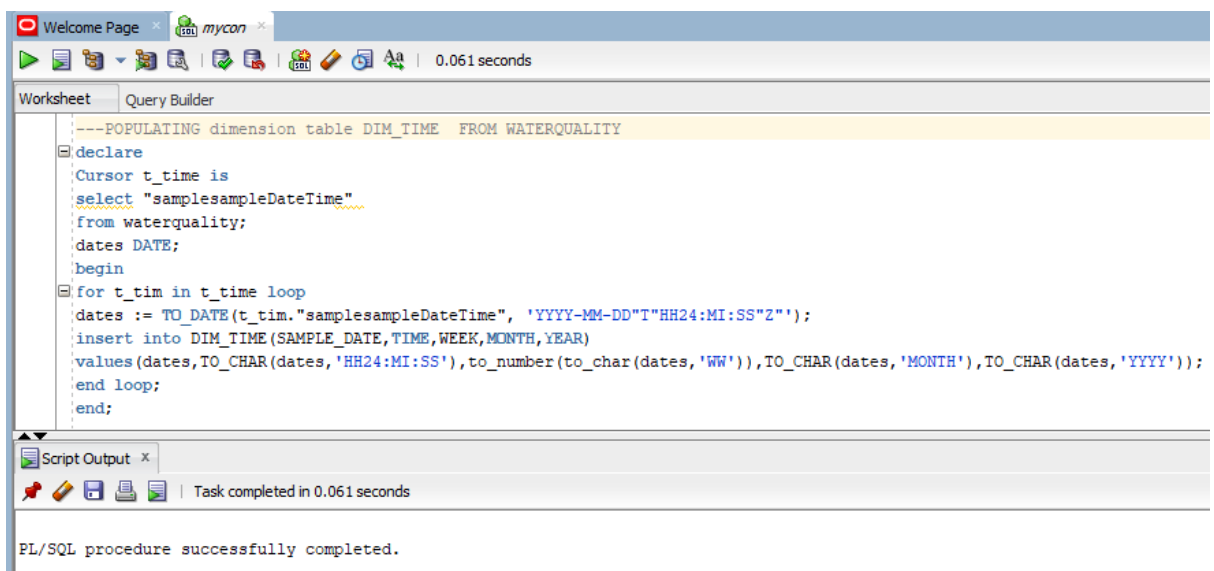 Welcome Page mycon
0.061 seconds
Worksheet Query Builder
---POPULATING dimension table DIM_TIME  FROM WATERQUALITY
declare
Cursor t_time is
select "samplesampleDateTime"
from waterquality;
dates DATE;
begin
for t_tim in t_time loop
dates := TO_DATE(t_tim."samplesampleDateTime", 'YYYY-MM-DD"T"HH24:MI:SS"Z"');
insert into DIM_TIME(SAMPLE_DATE,TIME,WEEK,MONTH,YEAR)
values(dates,TO_CHAR(dates,'HH24:MI:SS'),to_number(to_char(dates,'WW')),TO_CHAR(dates,'MONTH'),TO_CHAR(dates,'YYYY'));
end loop;
end;
Script Output
Task completed in 0.061 seconds
PL/SQL procedure successfully completed.